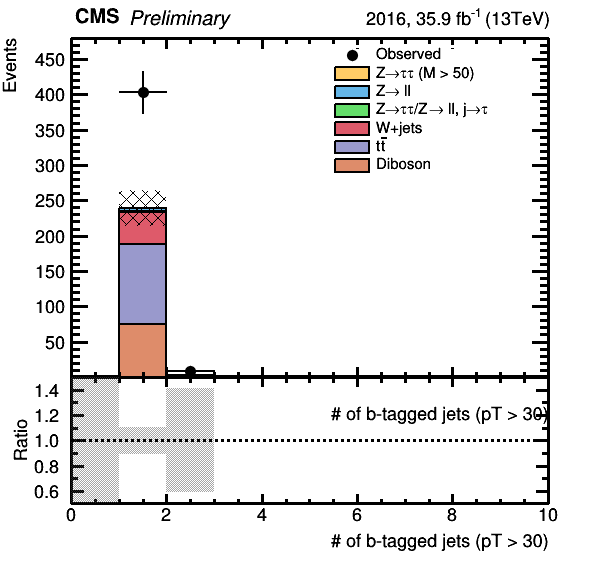 CMS Preliminary 2016, 35.9 fb⁻¹ (13TeV)
Events
450
400
350
300
250
200
150
100
50
Observed
Z→ττ (M > 50)
Z→ ll
Z→ττ/Z→ ll, j→τ
W+jets
tt̄
Diboson
Ratio
1.4
1.2
1.0
0.8
0.6
# of b-tagged jets (pT > 30)
0 2 4 6 8 10
# of b-tagged jets (pT > 30)